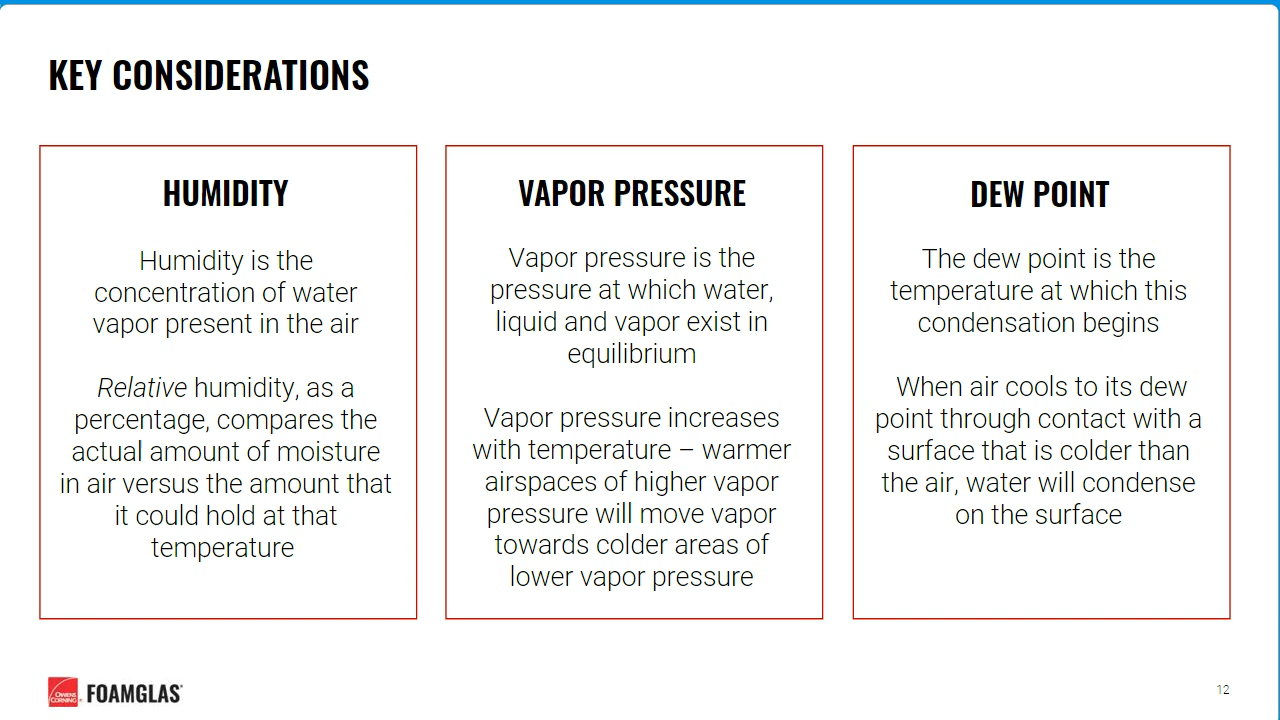 KEY CONSIDERATIONS
HUMIDITY
Humidity is the
concentration of water
vapor present in the air
Relative humidity, as a
percentage, compares the
actual amount of moisture
in air versus the amount that
it could hold at that
temperature
VAPOR PRESSURE
Vapor pressure is the
pressure at which water,
liquid and vapor exist in
equilibrium
Vapor pressure increases
with temperature – warmer
airspaces of higher vapor
pressure will move vapor
towards colder areas of
lower vapor pressure
DEW POINT
The dew point is the
temperature at which this
condensation begins
When air cools to its dew
point through contact with a
surface that is colder than
the air, water will condense
on the surface
OWENS
CORNING
FOAMGLAS®
12